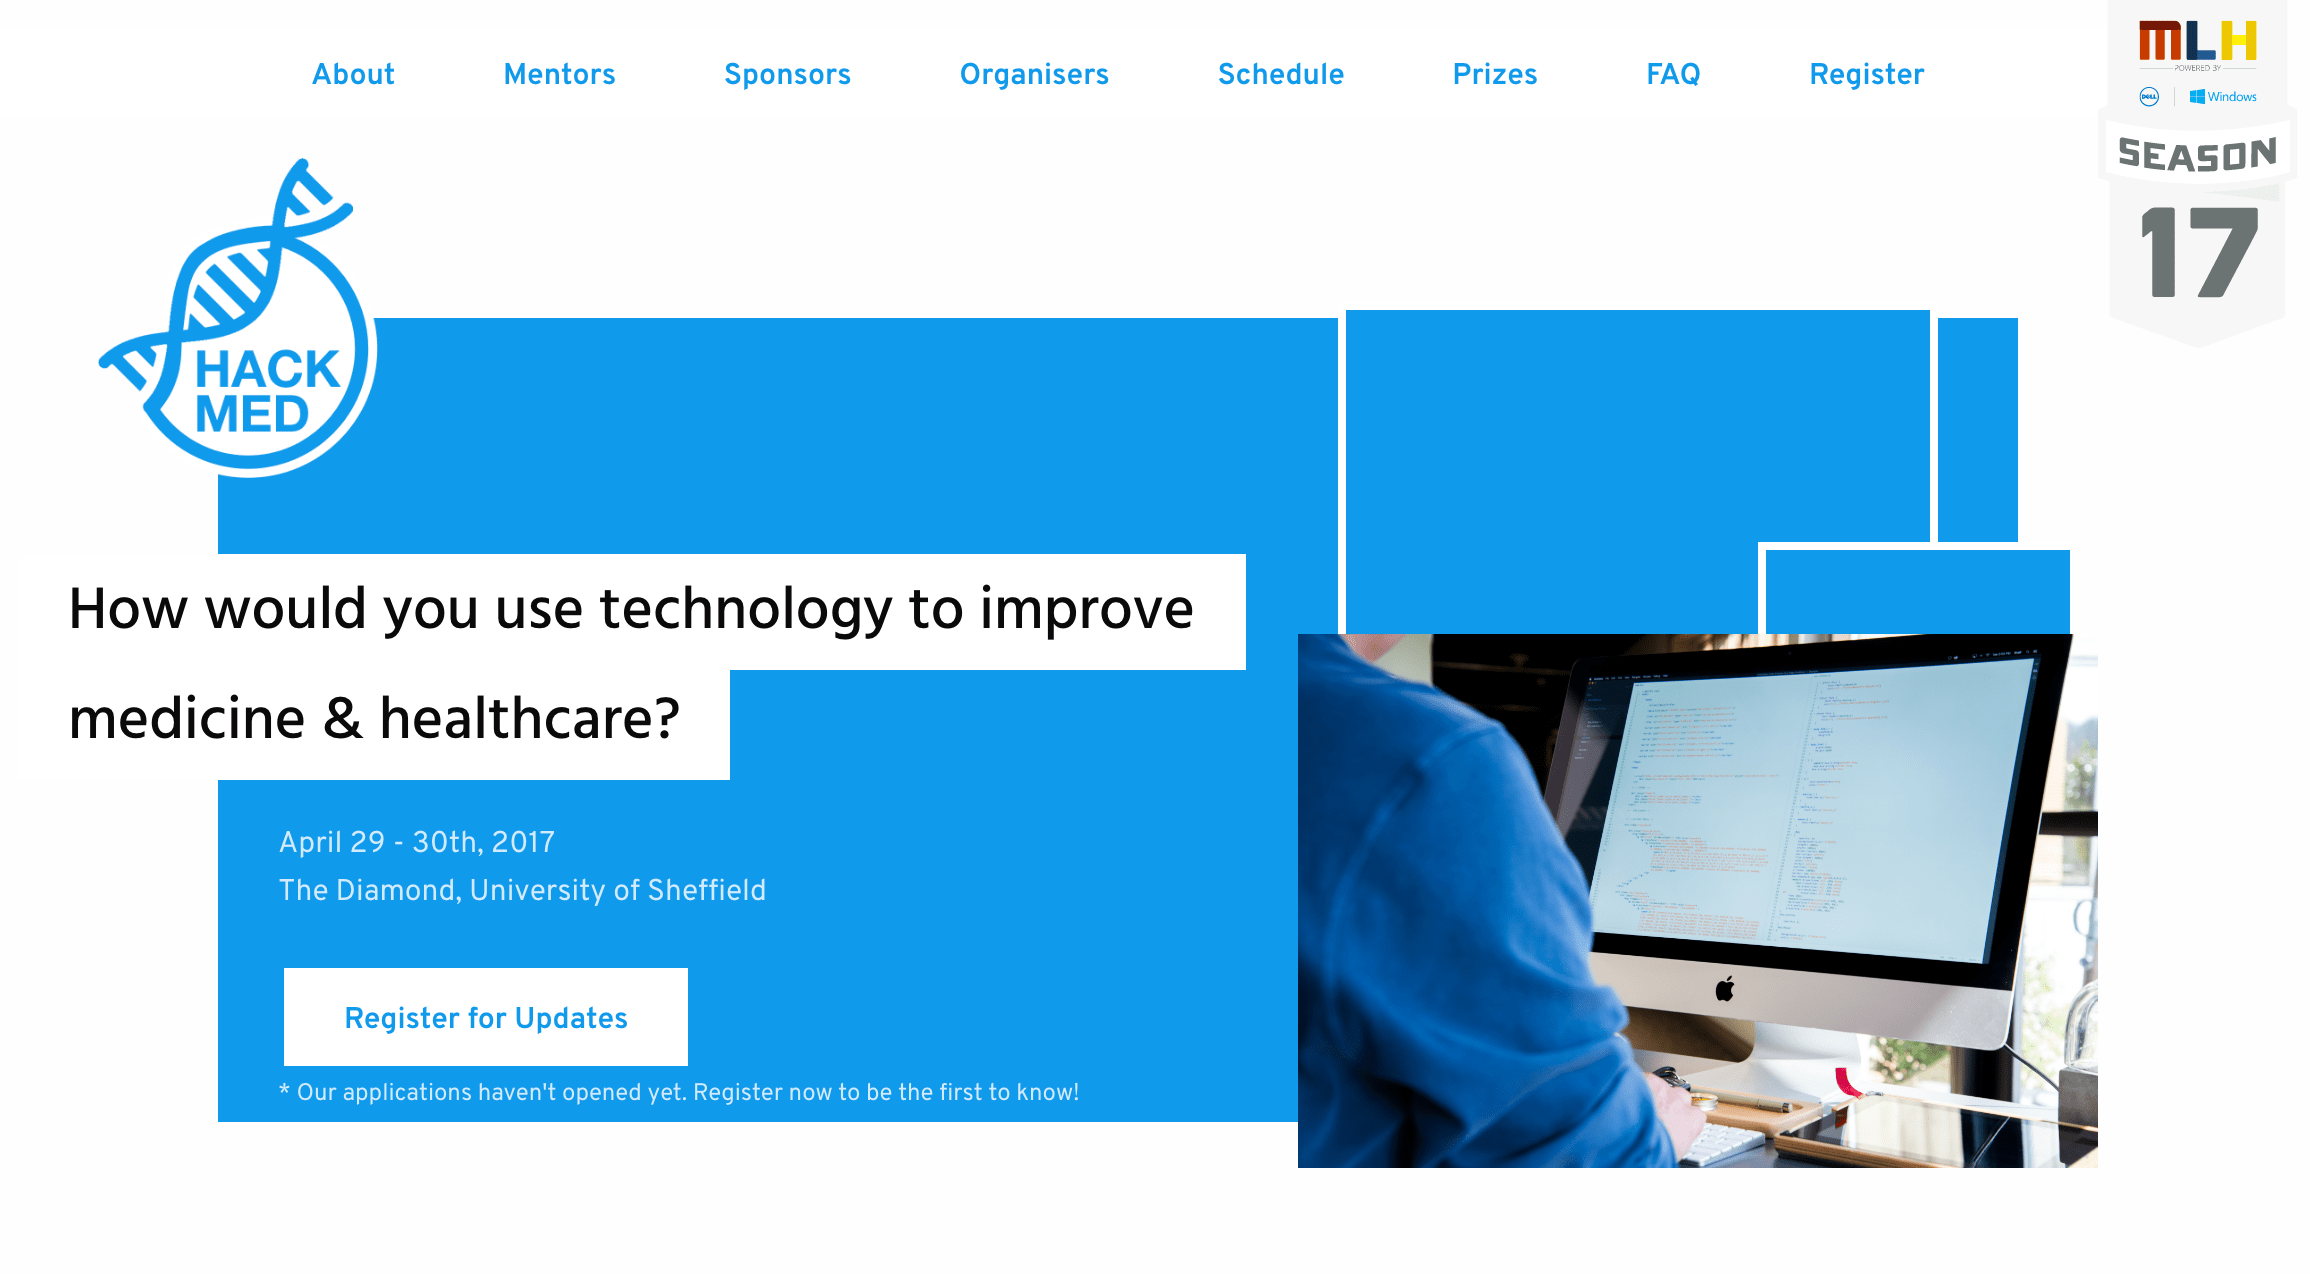 About Mentors Sponsors Organisers Schedule Prizes FAQ Register
MLH
POWERED BY
DELL Windows
SEASON
17
HACK
MED
How would you use technology to improve
medicine & healthcare?
April 29 - 30th, 2017
The Diamond, University of Sheffield
Register for Updates
* Our applications haven't opened yet. Register now to be the first to know!